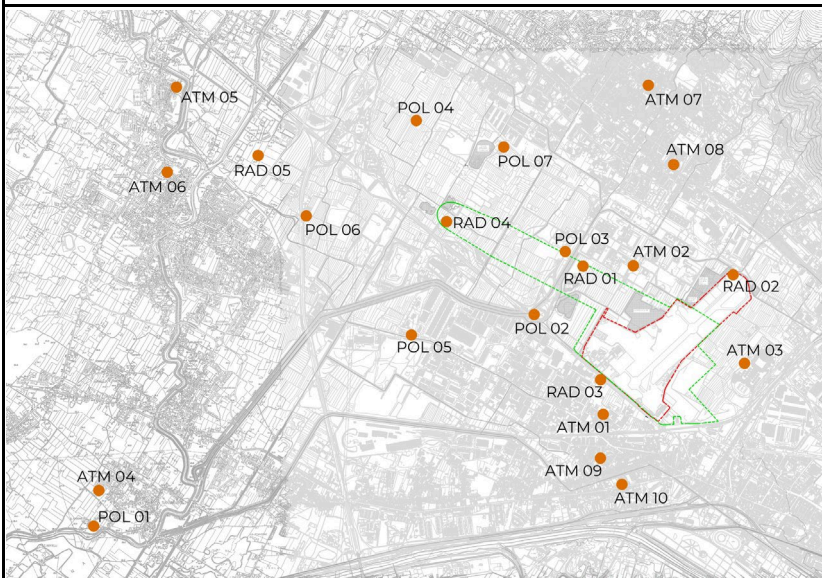 ATM 07
ATM 05
POL 04
ATM 08
POL 07
RAD 05
ATM 06
POL 06
RAD 04
POL 03
ATM 02
RAD 01
RAD 02
POL 02
POL 05
ATM 03
RAD 03
ATM 01
ATM 09
ATM 04
ATM 10
POL 01